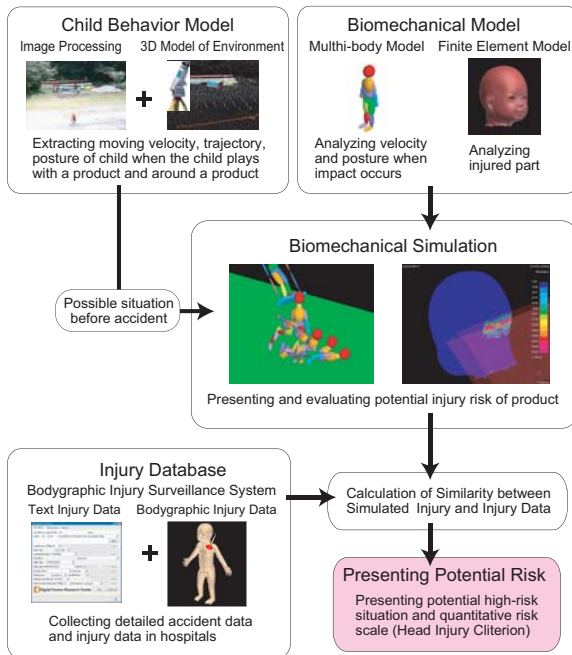 Child Behavior Model
Image Processing
3D Model of Environment
Extracting moving velocity, trajectory,
posture of child when the child plays
with a product and around a product
Biomechanical Model
Multhi-body Model
Finite Element Model
Analyzing velocity
and posture when
impact occurs
Analyzing
injured part
Biomechanical Simulation
Possible situation
before accident
Presenting and evaluating potential injury risk of product
Injury Database
Bodygraphic Injury Surveillance System
Text Injury Data
Bodygraphic Injury Data
Collecting detailed accident data
and injury data in hospitals
Calculation of Similarity between
Simulated Injury and Injury Data
Presenting Potential Risk
Presenting potential high-risk
situation and quantitative risk
scale (Head Injury Cliterion)